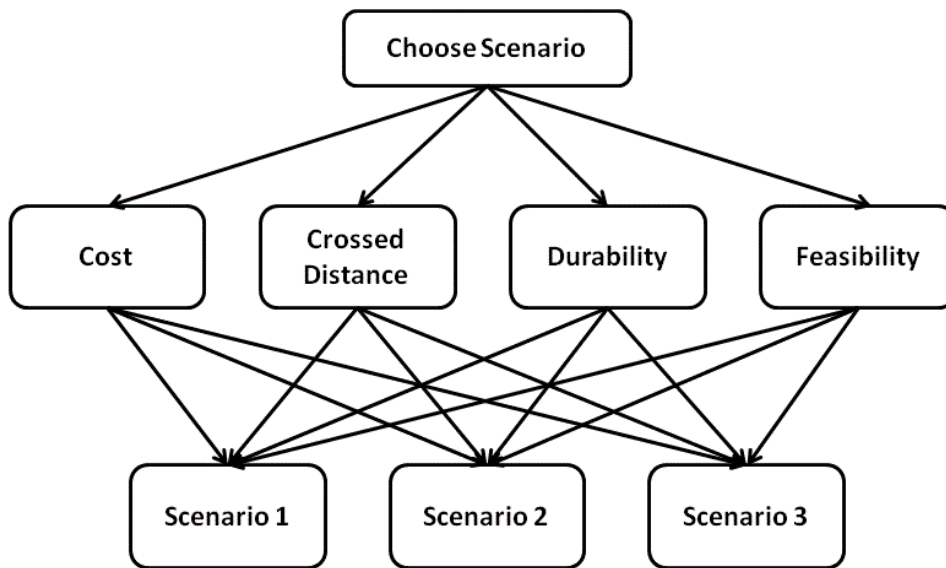 Choose Scenario
Cost
Crossed
Distance
Durability
Feasibility
Scenario 1
Scenario 2
Scenario 3